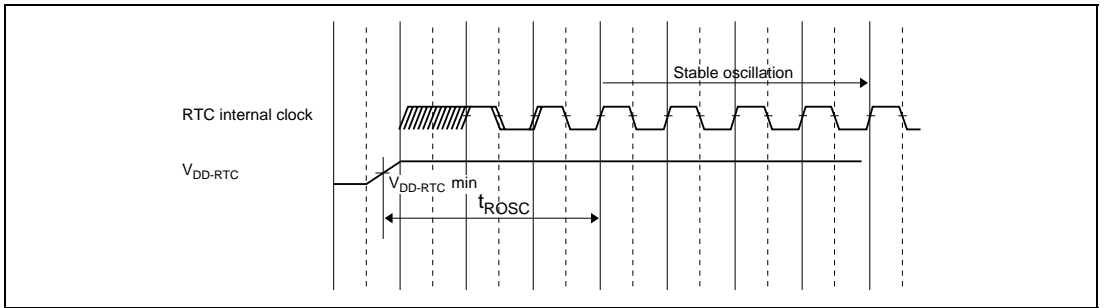 Stable oscillation
RTC internal clock
VDD-RTC
VDD-RTC min
tROSC